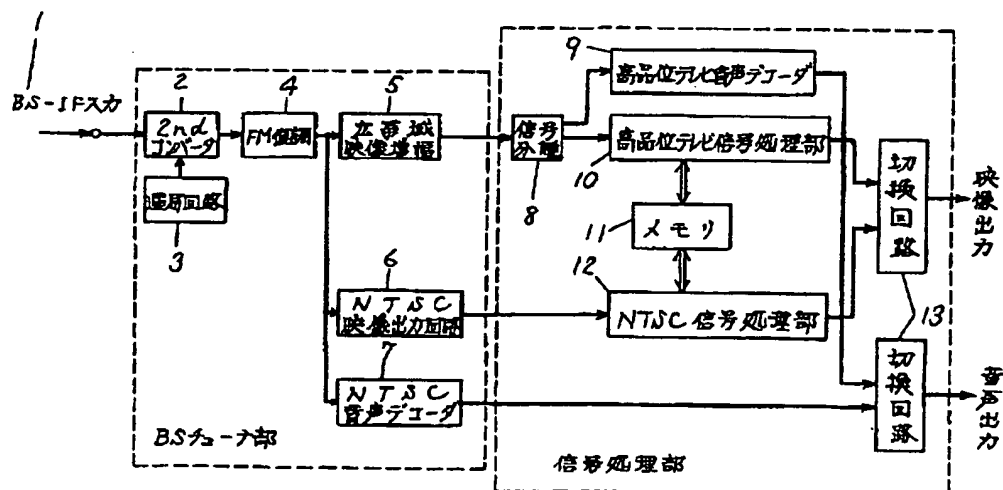 1
BS-IF入力
2
2nd
コンバータ
選局回路
3
4
FM復調
5
広帯域
映像増幅
6
NTSC
映像出力回路
7
NTSC
音声デコーダ
BSチューナ部
信号
分離
8
9
高品位テレビ音声デコーダ
高品位テレビ信号処理部
10
11
メモリ
12
NTSC信号処理部
切換回路
13
切換回路
映像出力
音声出力
信号処理部